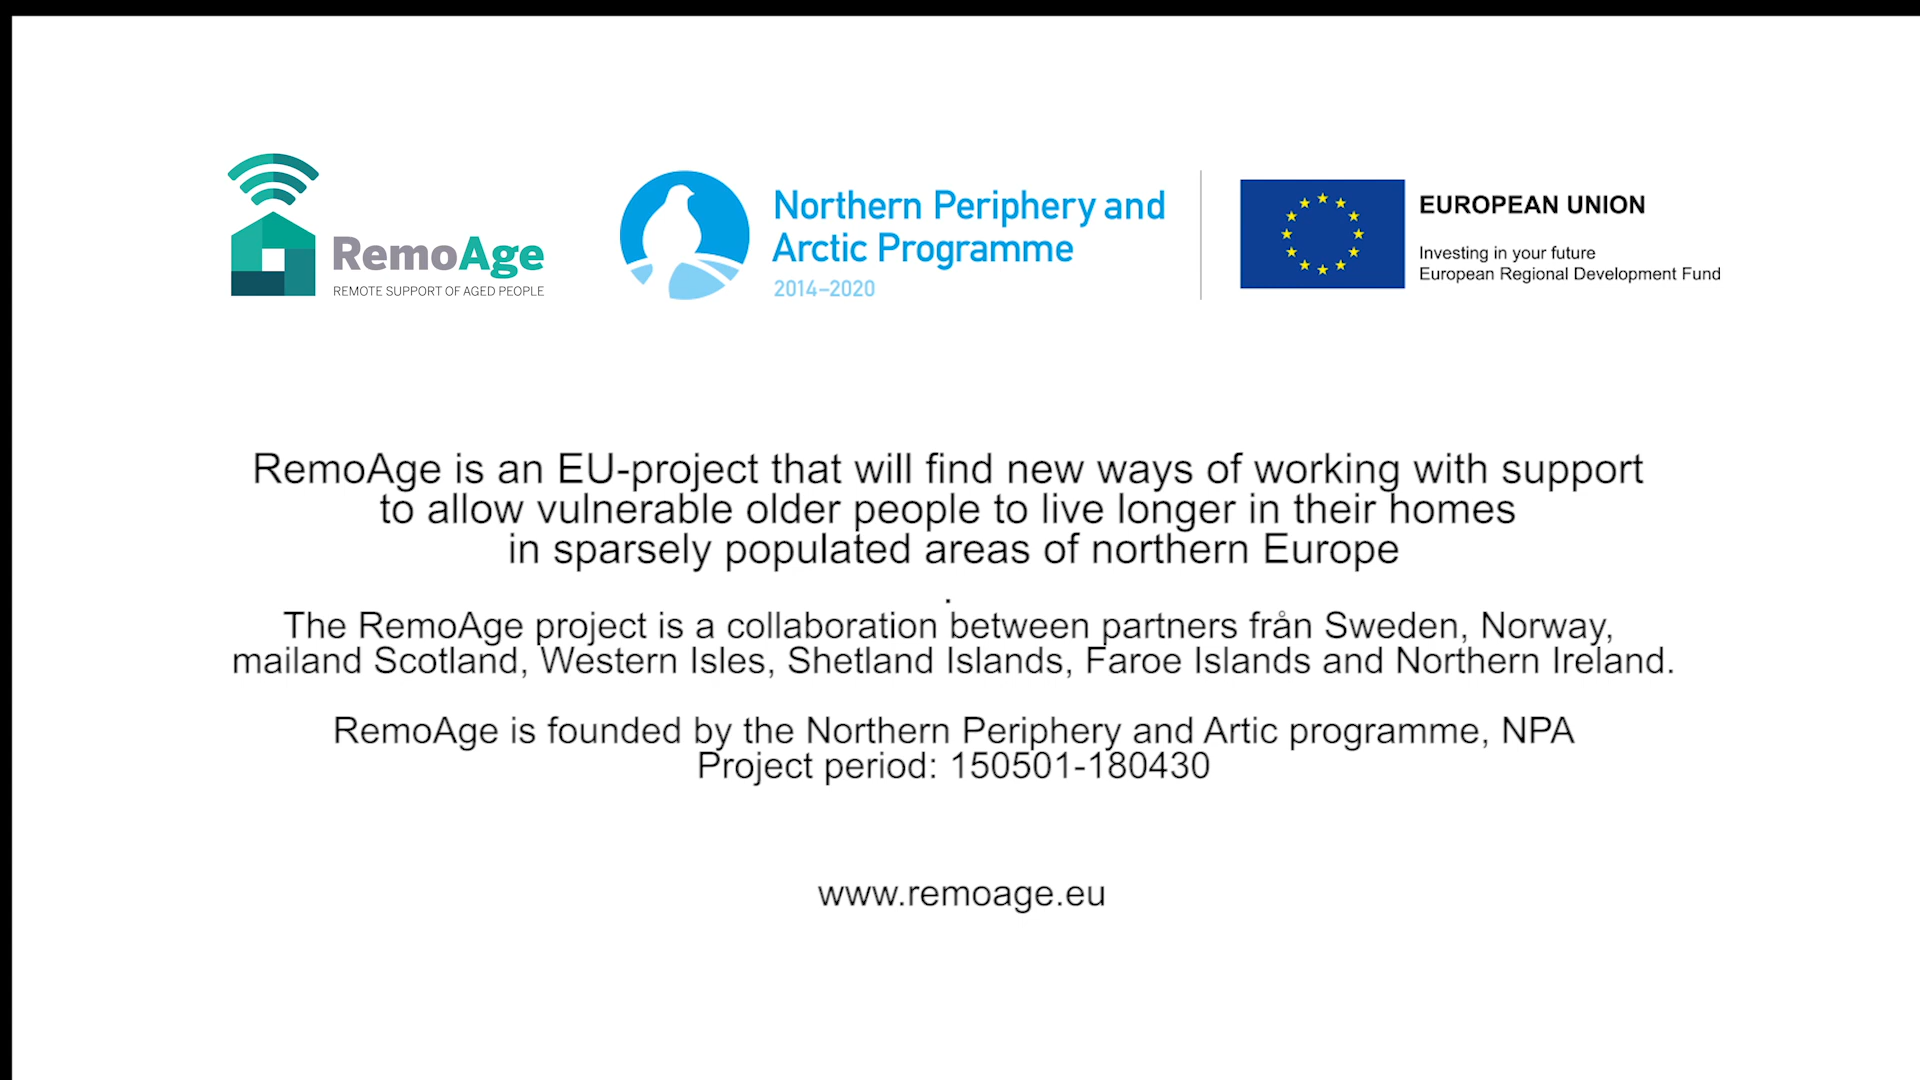 RemoAge
REMOTE SUPPORT OF AGED PEOPLE
Northern Periphery and
Arctic Programme
2014–2020
EUROPEAN UNION
Investing in your future
European Regional Development Fund
RemoAge is an EU-project that will find new ways of working with support
to allow vulnerable older people to live longer in their homes
in sparsely populated areas of northern Europe
.
The RemoAge project is a collaboration between partners från Sweden, Norway,
mailand Scotland, Western Isles, Shetland Islands, Faroe Islands and Northern Ireland.
RemoAge is founded by the Northern Periphery and Artic programme, NPA
Project period: 150501-180430
www.remoage.eu